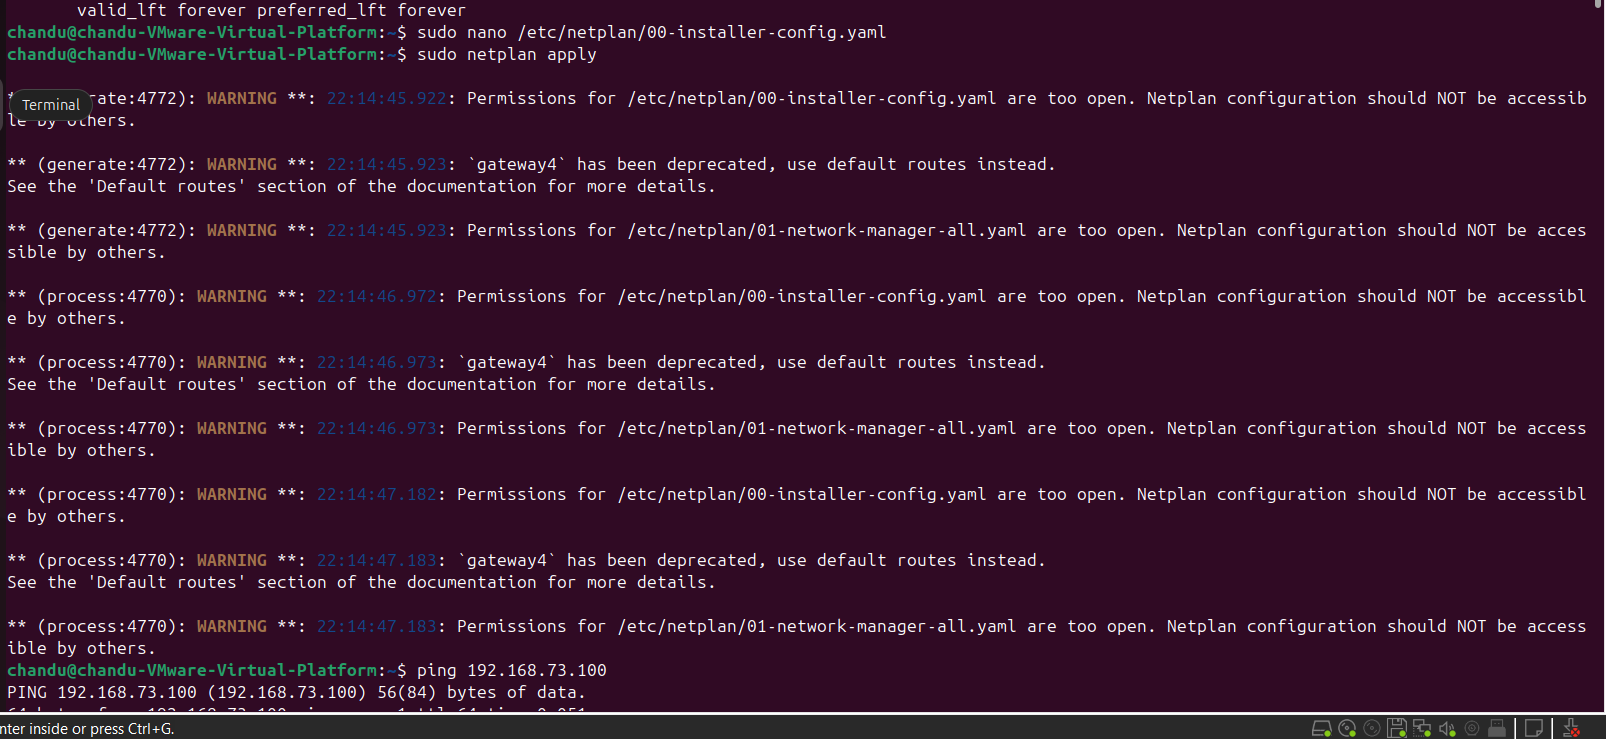 valid_lft forever preferred_lft forever
chandu@chandu-VMware-Virtual-Platform:~$ sudo nano /etc/netplan/00-installer-config.yaml
chandu@chandu-VMware-Virtual-Platform:~$ sudo netplan apply
rate:4772): WARNING **: 22:14:45.922: Permissions for /etc/netplan/00-installer-config.yaml are too open. Netplan configuration should NOT be accessib
Terminal
le by others.
** (generate:4772): WARNING **: 22:14:45.923: `gateway4` has been deprecated, use default routes instead.
See the 'Default routes' section of the documentation for more details.
** (generate:4772): WARNING **: 22:14:45.923: Permissions for /etc/netplan/01-network-manager-all.yaml are too open. Netplan configuration should NOT be acces
sible by others.
** (process:4770): WARNING **: 22:14:46.972: Permissions for /etc/netplan/00-installer-config.yaml are too open. Netplan configuration should NOT be accessibl
e by others.
** (process:4770): WARNING **: 22:14:46.973: `gateway4` has been deprecated, use default routes instead.
See the 'Default routes' section of the documentation for more details.
** (process:4770): WARNING **: 22:14:46.973: Permissions for /etc/netplan/01-network-manager-all.yaml are too open. Netplan configuration should NOT be access
ible by others.
** (process:4770): WARNING **: 22:14:47.182: Permissions for /etc/netplan/00-installer-config.yaml are too open. Netplan configuration should NOT be accessibl
e by others.
** (process:4770): WARNING **: 22:14:47.183: `gateway4` has been deprecated, use default routes instead.
See the 'Default routes' section of the documentation for more details.
** (process:4770): WARNING **: 22:14:47.183: Permissions for /etc/netplan/01-network-manager-all.yaml are too open. Netplan configuration should NOT be access
ible by others.
chandu@chandu-VMware-Virtual-Platform:~$ ping 192.168.73.100
PING 192.168.73.100 (192.168.73.100) 56(84) bytes of data.
nter inside or press Ctrl+G.